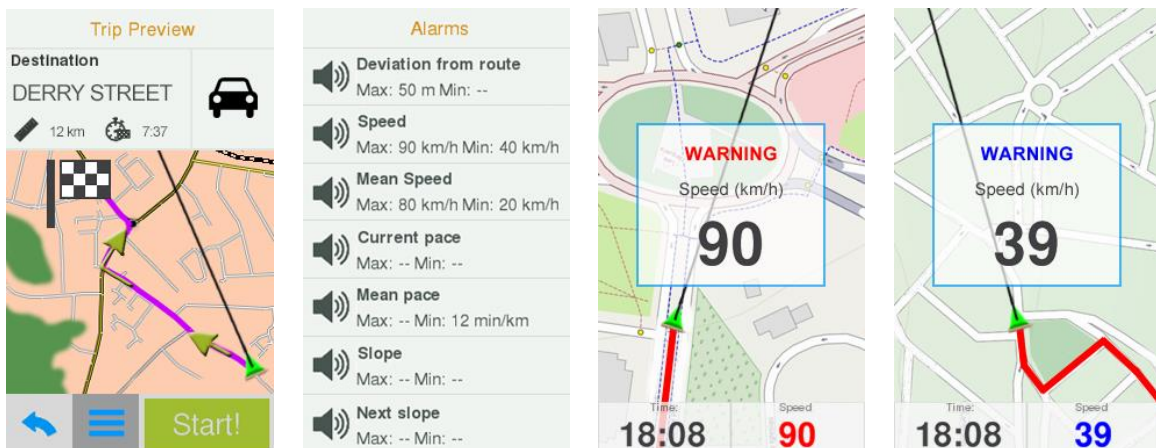 Trip Preview
Destination
DERRY STREET
12 km 7:37
Start!
Alarms
Deviation from route
Max: 50 m Min: --
Speed
Max: 90 km/h Min: 40 km/h
Mean Speed
Max: 80 km/h Min: 20 km/h
Current pace
Max: -- Min: --
Mean pace
Max: -- Min: 12 min/km
Slope
Max: -- Min: --
Next slope
Max: -- Min: --
WARNING
Speed (km/h)
90
Time: Speed
18:08 90
WARNING
Speed (km/h)
39
Time: Speed
18:08 39